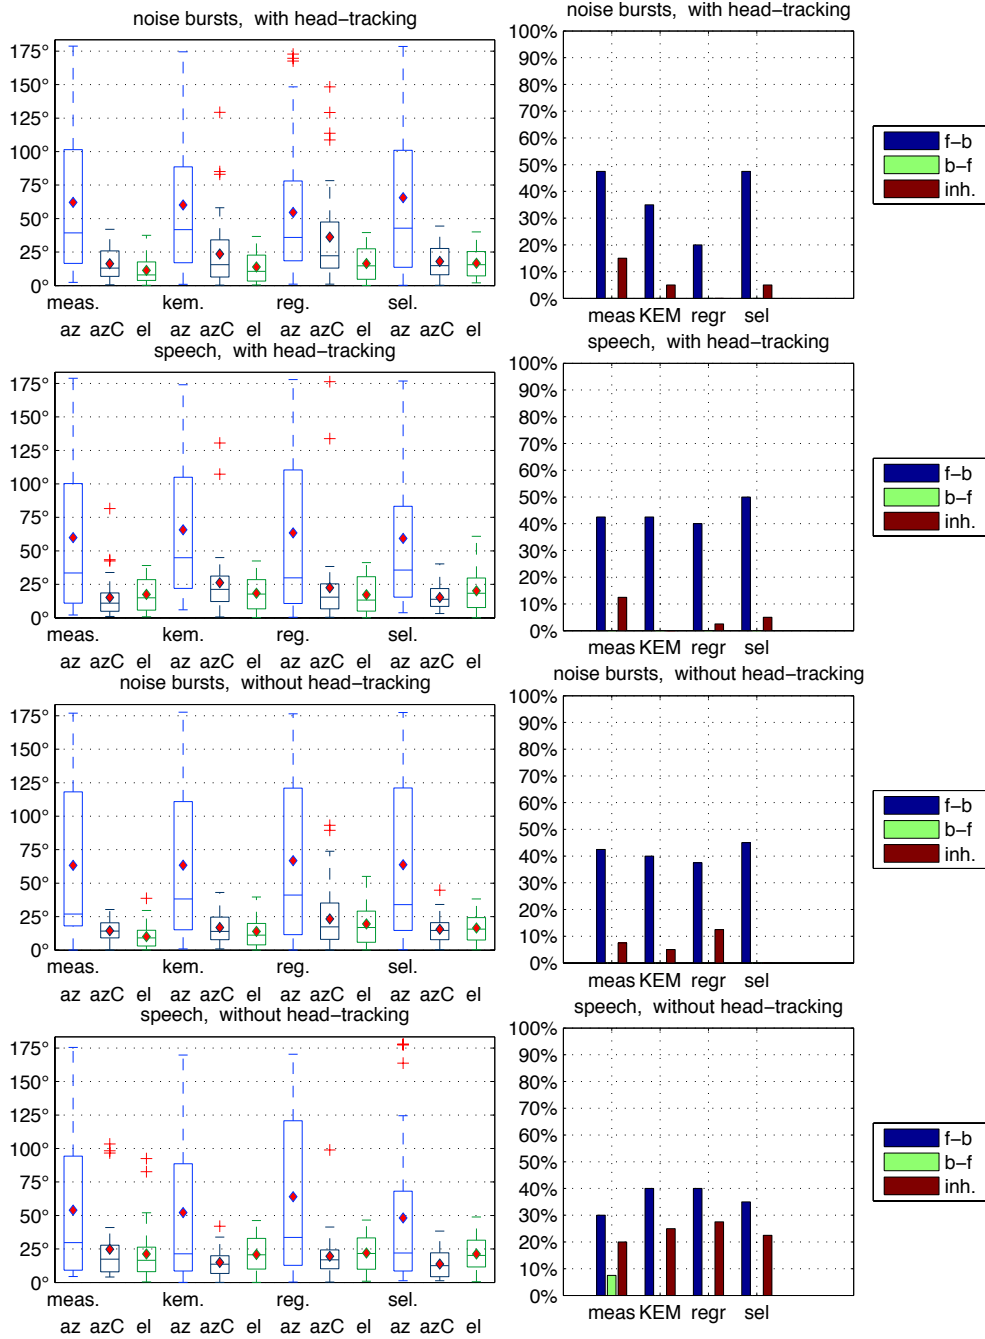 noise bursts, with head-tracking
175°
150°
125°
100°
75°
50°
25°
0°
meas. kem. reg. sel.
az azC el az azC el az azC el az azC el
noise bursts, with head-tracking
100%
90%
80%
70%
60%
50%
40%
30%
20%
10%
0%
meas KEM regr sel
f-b
b-f
inh.
speech, with head-tracking
175°
150°
125°
100°
75°
50°
25°
0°
meas. kem. reg. sel.
az azC el az azC el az azC el az azC el
speech, with head-tracking
100%
90%
80%
70%
60%
50%
40%
30%
20%
10%
0%
meas KEM regr sel
f-b
b-f
inh.
noise bursts, without head-tracking
175°
150°
125°
100°
75°
50°
25°
0°
meas. kem. reg. sel.
az azC el az azC el az azC el az azC el
noise bursts, without head-tracking
100%
90%
80%
70%
60%
50%
40%
30%
20%
10%
0%
meas KEM regr sel
f-b
b-f
inh.
speech, without head-tracking
175°
150°
125°
100°
75°
50°
25°
0°
meas. kem. reg. sel.
az azC el az azC el az azC el az azC el
speech, without head-tracking
100%
90%
80%
70%
60%
50%
40%
30%
20%
10%
0%
meas KEM regr sel
f-b
b-f
inh.